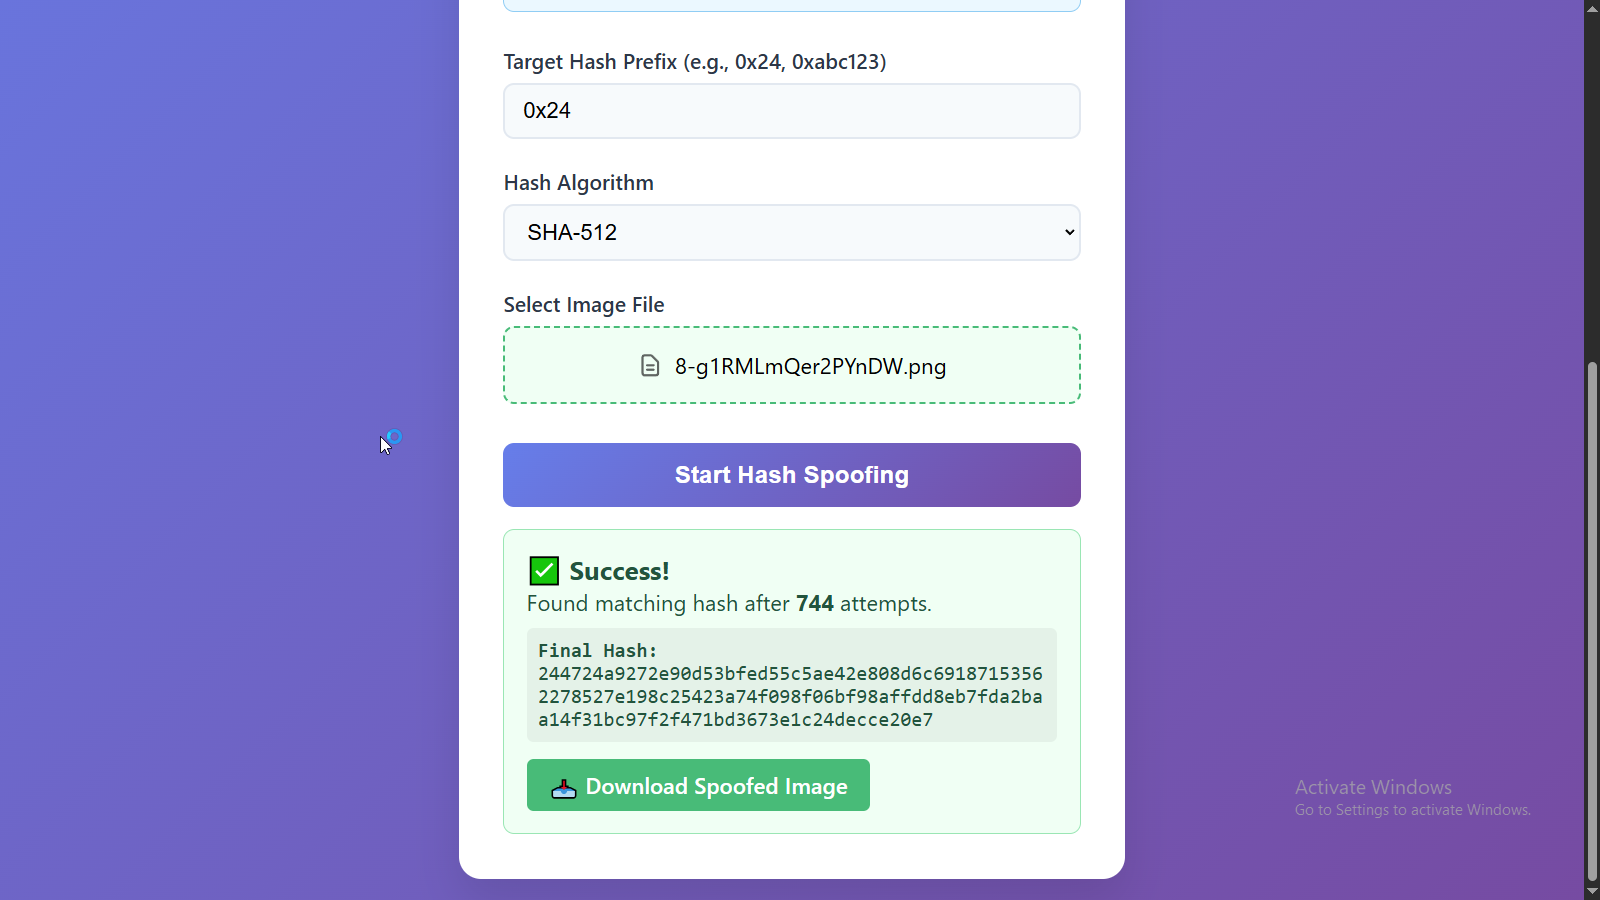 Target Hash Prefix (e.g., 0x24, 0xabc123)
0x24
Hash Algorithm
SHA-512
Select Image File
8-g1RMLmQer2PYnDW.png
Start Hash Spoofing
Success!
Found matching hash after 744 attempts.
Final Hash:
244724a9272e90d53bfed55c5ae42e808d6c6918715356
2278527e198c25423a74f098f06bf98affdd8eb7fda2ba
a14f31bc97f2f471bd3673e1c24decce20e7
Download Spoofed Image
Activate Windows
Go to Settings to activate Windows.